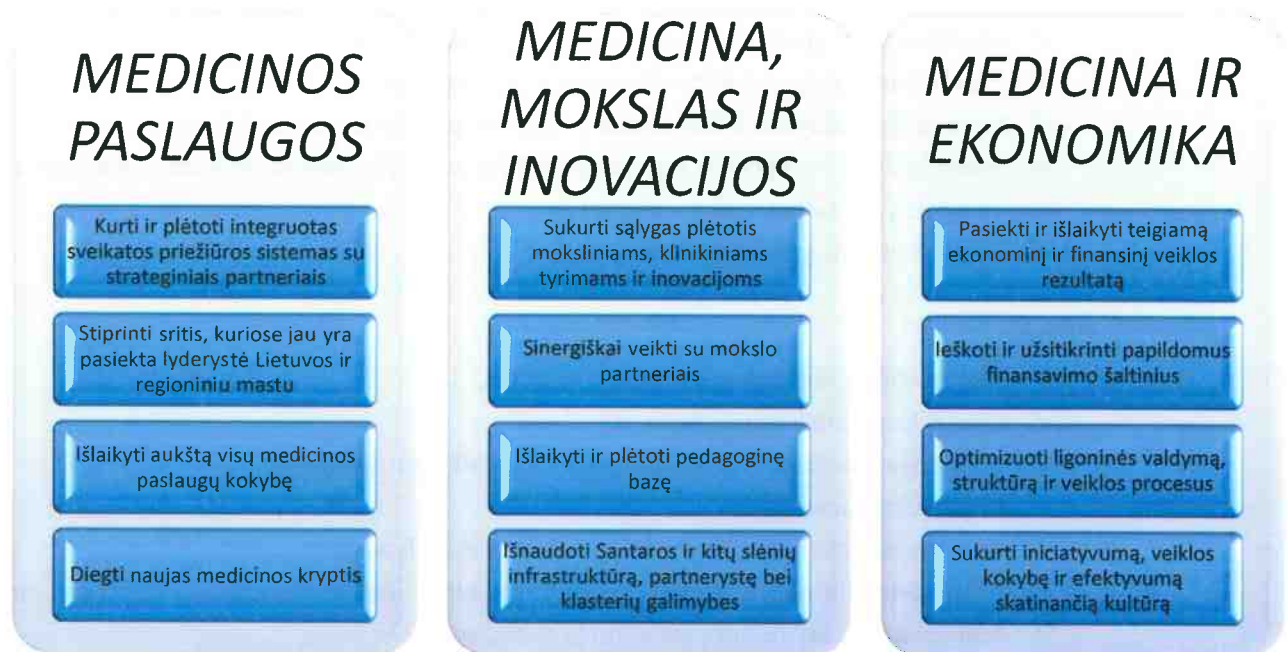 MEDICINOS
PASLAUGOS
Kurti ir plėtoti integruotas
sveikatos priežiūros sistemas su
strateginiais partneriais
Stiprinti sritis, kuriose jau yra
pasiekta lyderystė Lietuvos ir
regioniniu mastu
Išlaikyti aukštą visų medicinos
paslaugų kokybę
Diegti naujas medicinos kryptis
MEDICINA,
MOKSLAS IR
INOVACIJOS
Sukurti sąlygas plėtotis
moksliniams, klinikiniams
tyrimams ir inovacijoms
Sinergiškai veikti su mokslo
partneriais
Išlaikyti ir plėtoti pedagoginę
bazę
Išnaudoti Santaros ir kitų slėnių
infrastruktūrą, partnerystę bei
klasterių galimybes
MEDICINA IR
EKONOMIKA
Pasiekti ir išlaikyti teigiamą
ekonominį ir finansinį veiklos
rezultatą
Ieškoti ir užsitikrinti papildomus
finansavimo šaltinius
Optimizuoti ligoninės valdymą,
struktūrą ir veiklos procesus
Sukurti iniciatyvumą, veiklos
kokybę ir efektyvumą
skatinančią kultūrą